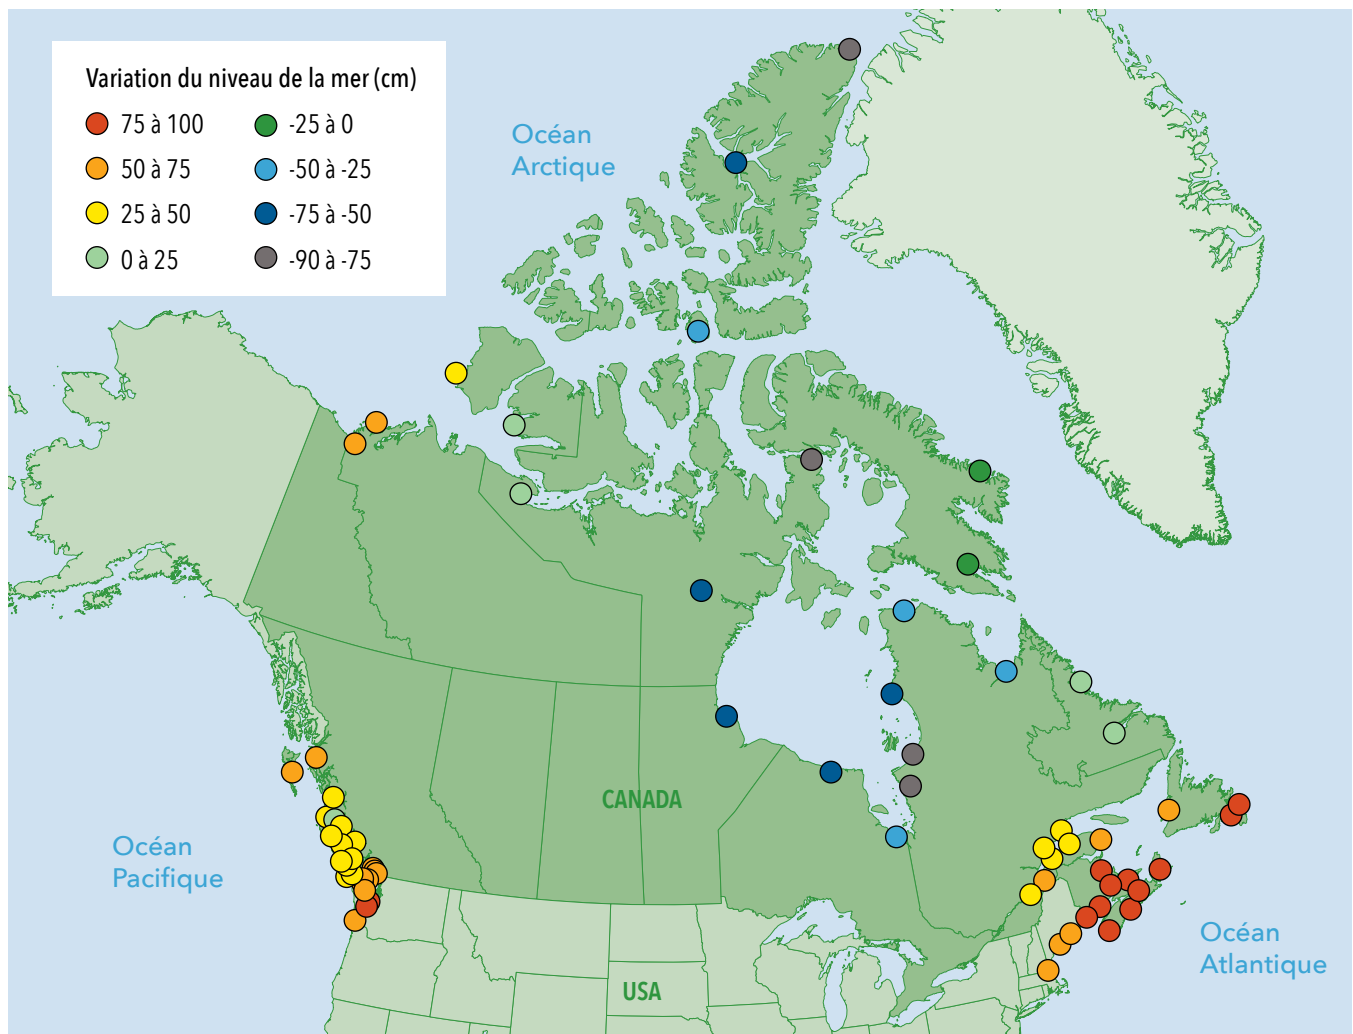 Variation du niveau de la mer (cm)
75 à 100
-25 à 0
50 à 75
-50 à -25
25 à 50
-75 à -50
0 à 25
-90 à -75
Océan
Arctique
CANADA
Océan
Pacifique
Océan
Atlantique
USA